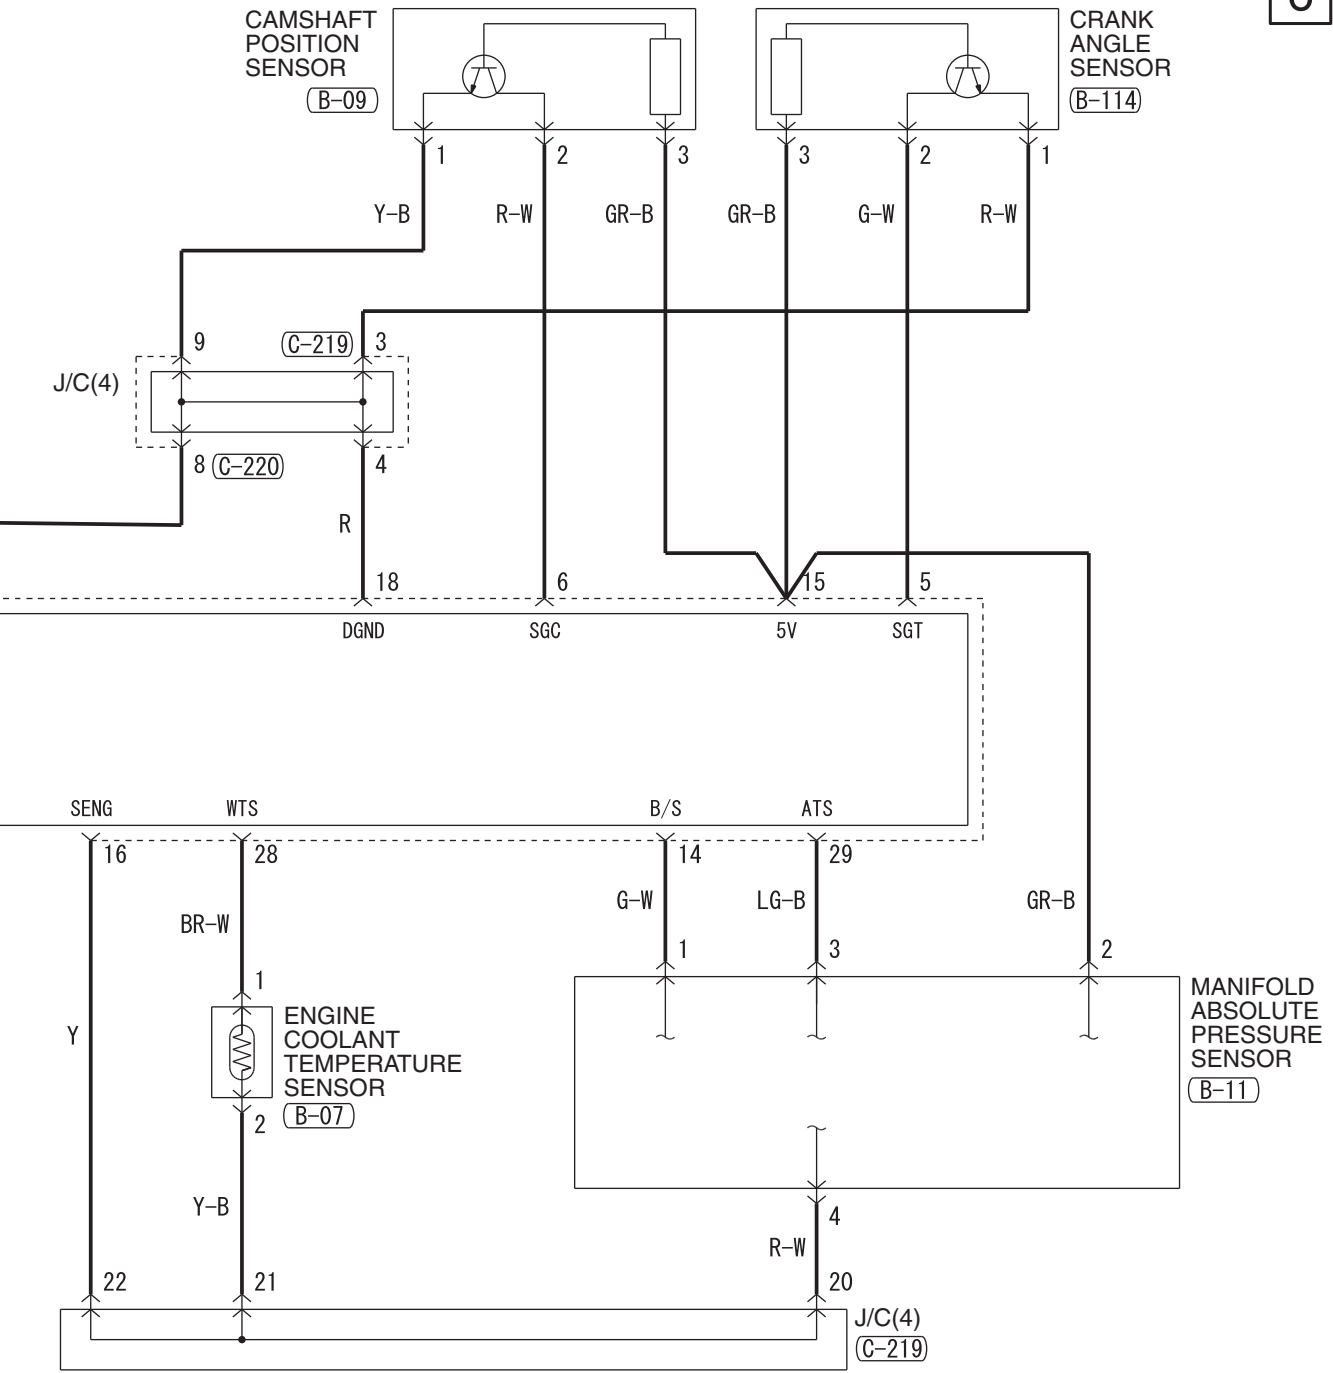 CAMSHAFT
POSITION
SENSOR
B-09
CRANK
ANGLE
SENSOR
B-114
1 2 3 3 2 1
Y-B R-W GR-B GR-B G-W R-W
9 C-219 3
J/C(4)
8 C-220 4
R
18 6 15 5
DGND SGC 5V SGT
SENG WTS B/S ATS
16 28 14 29
G-W LG-B GR-B
BR-W
1 3 2
1
MANIFOLD
ABSOLUTE
PRESSURE
SENSOR
B-11
ENGINE
COOLANT
TEMPERATURE
SENSOR
B-07
Y
2
Y-B
4
R-W
22 21 20
J/C(4)
C-219